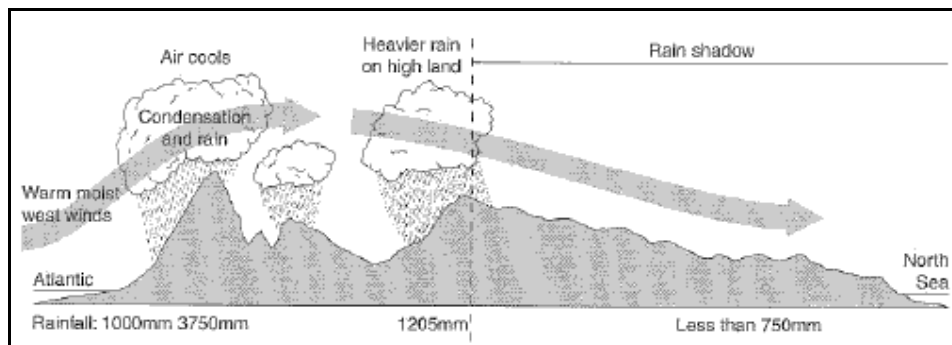 Air cools
Heavier rain
on high land
Rain shadow
Condensation
and rain
Warm moist
west winds
Atlantic
North
Sea
Rainfall: 1000mm 3750mm
1205mm
Less than 750mm